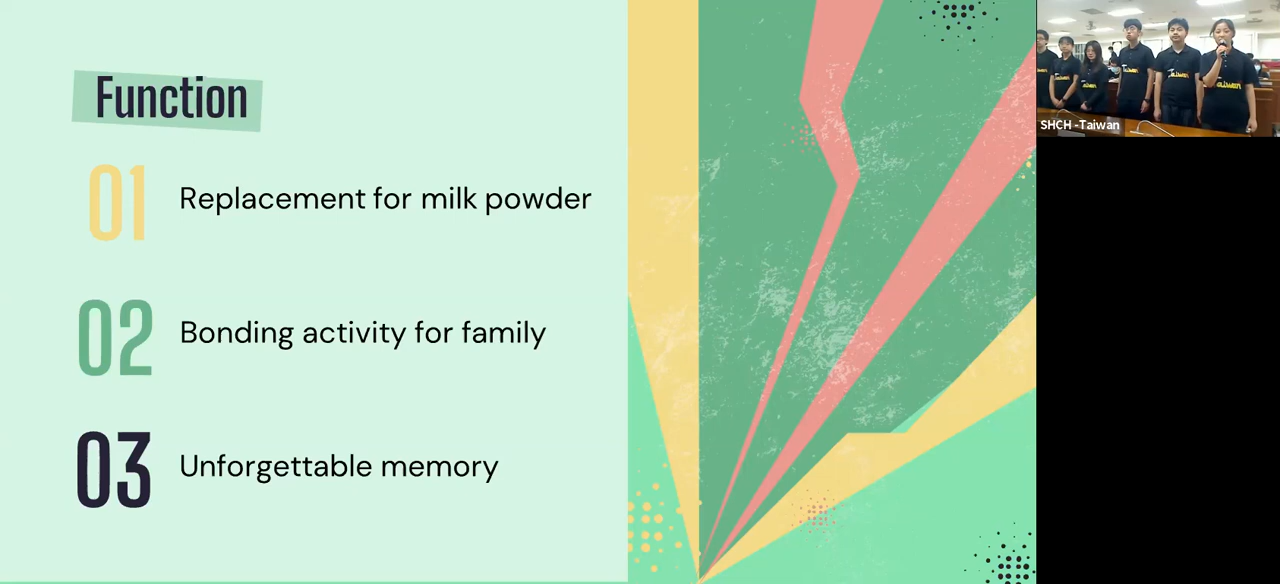 Function
01
Replacement for milk powder
02
Bonding activity for family
03
Unforgettable memory
SHCH -Taiwan